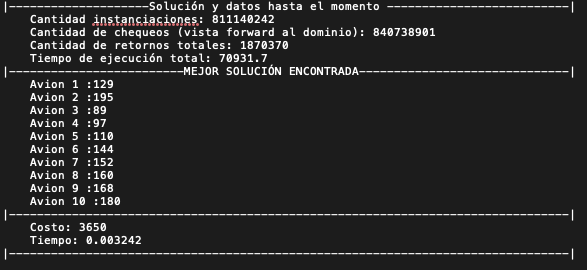 |--------------------Solución y datos hasta el momento --------------------------|
Cantidad instanciaciones: 811140242
Cantidad de chequeos (vista forward al dominio): 840738901
Cantidad de retornos totales: 1870370
Tiempo de ejecución total: 70931.7
|-------------------------MEJOR SOLUCIÓN ENCONTRADA------------------------------|
Avion 1 :129
Avion 2 :195
Avion 3 :89
Avion 4 :97
Avion 5 :110
Avion 6 :144
Avion 7 :152
Avion 8 :160
Avion 9 :168
Avion 10 :180
|--------------------------------------------------------------------------------|
Costo: 3650
Tiempo: 0.003242
|--------------------------------------------------------------------------------|